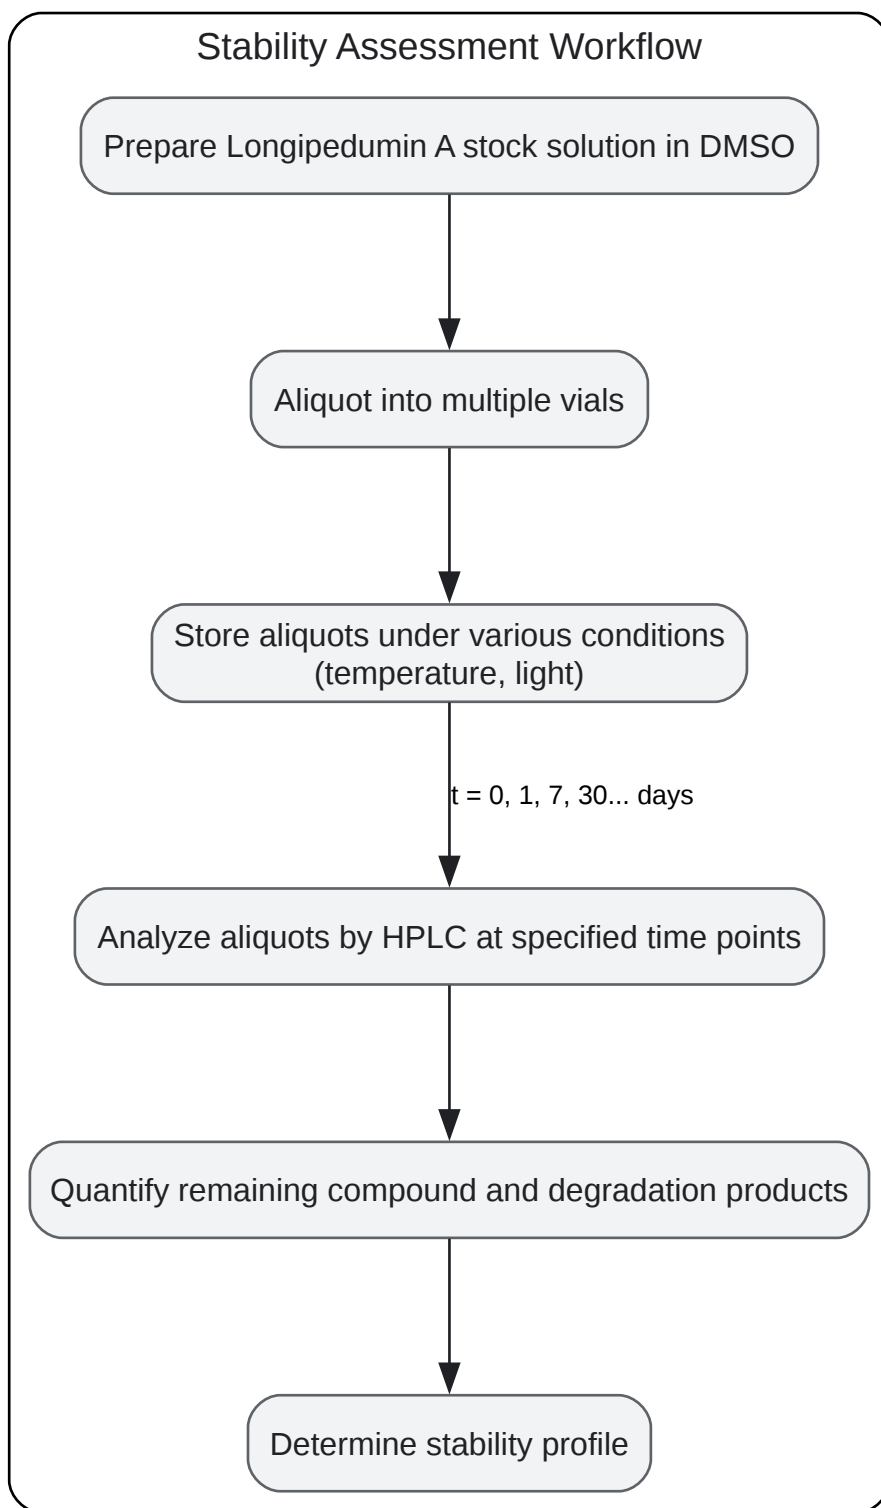 Stability Assessment Workflow
Prepare Longipedumin A stock solution in DMSO
Aliquot into multiple vials
Store aliquots under various conditions
(temperature, light)
t = 0, 1, 7, 30... days
Analyze aliquots by HPLC at specified time points
Quantify remaining compound and degradation products
Determine stability profile